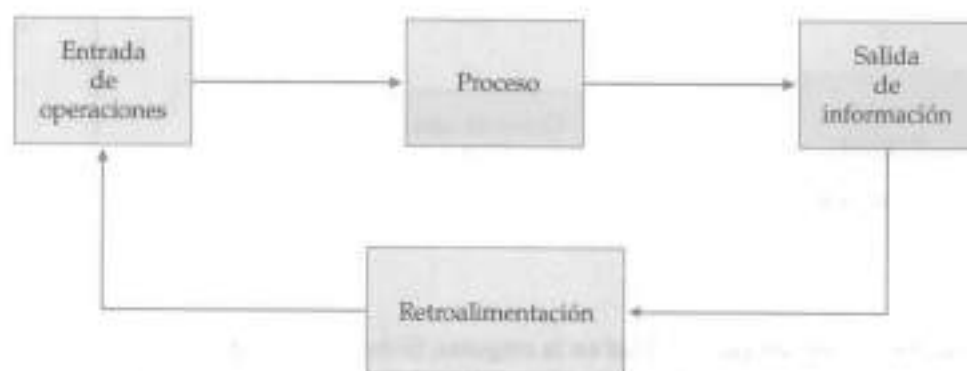 Entrada
de
operaciones
Proceso
Salida
de
información
Retroalimentación